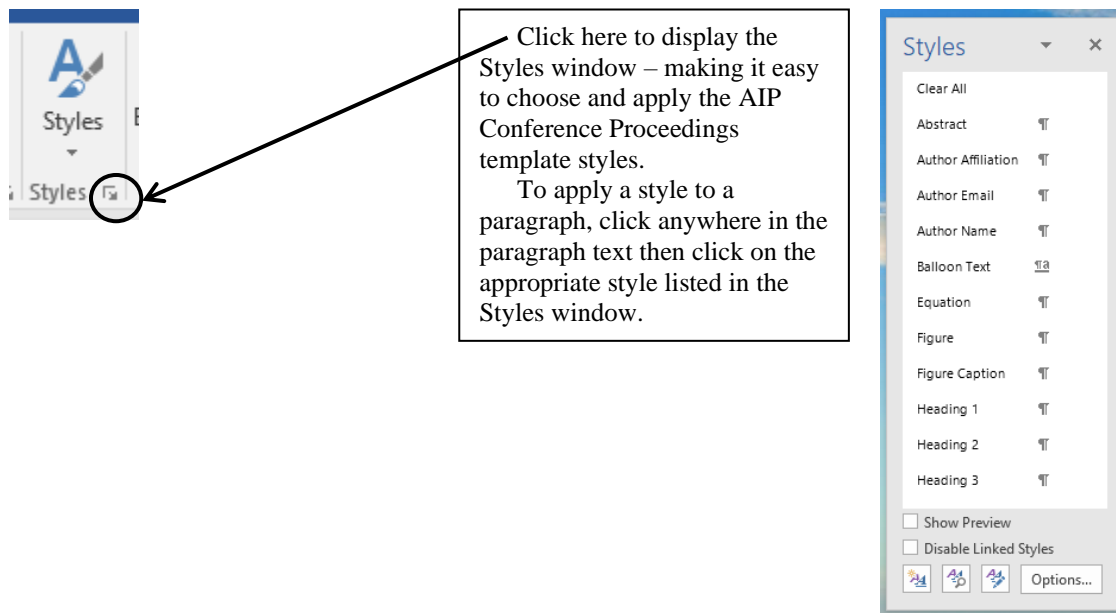 Styles
Styles
Click here to display the
Styles window – making it easy
to choose and apply the AIP
Conference Proceedings
template styles.
To apply a style to a
paragraph, click anywhere in the
paragraph text then click on the
appropriate style listed in the
Styles window.
Styles
Clear All
Abstract ¶
Author Affiliation ¶
Author Email ¶
Author Name ¶
Balloon Text ¶a
Equation ¶
Figure ¶
Figure Caption ¶
Heading 1 ¶
Heading 2 ¶
Heading 3 ¶
Show Preview
Disable Linked Styles
Options...